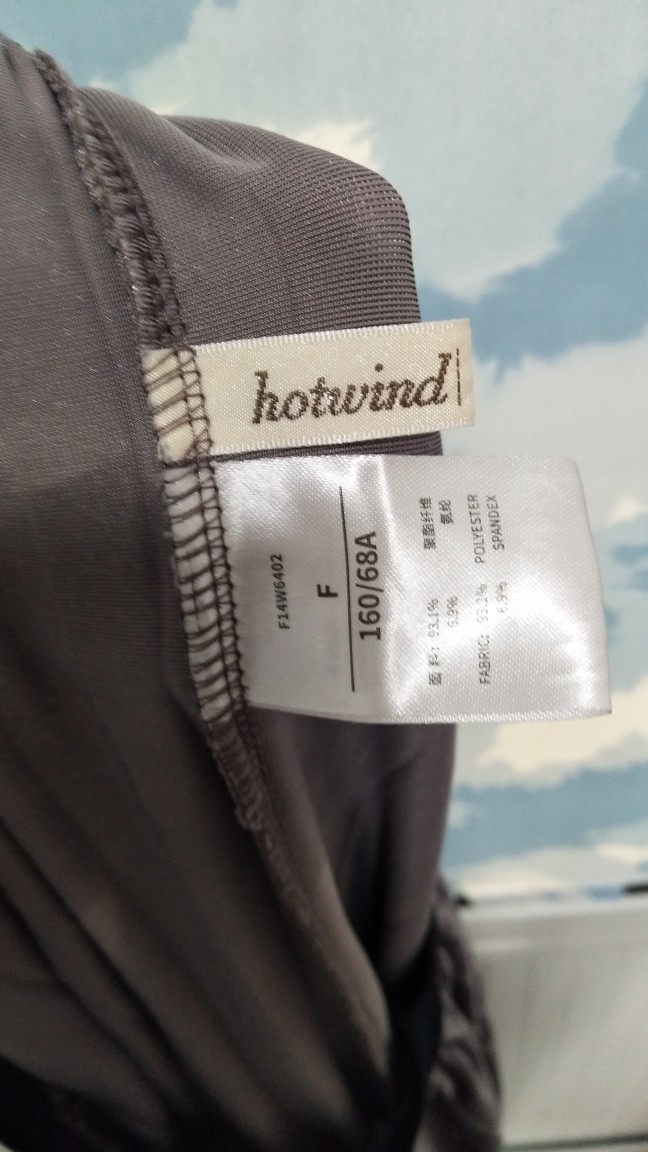 hotwind
F14W6402
F
160/68A
面料: 93.1% 聚酯纤维
6.9% 氨纶
FABRIC: 93.1% POLYESTER
6.9% SPANDEX